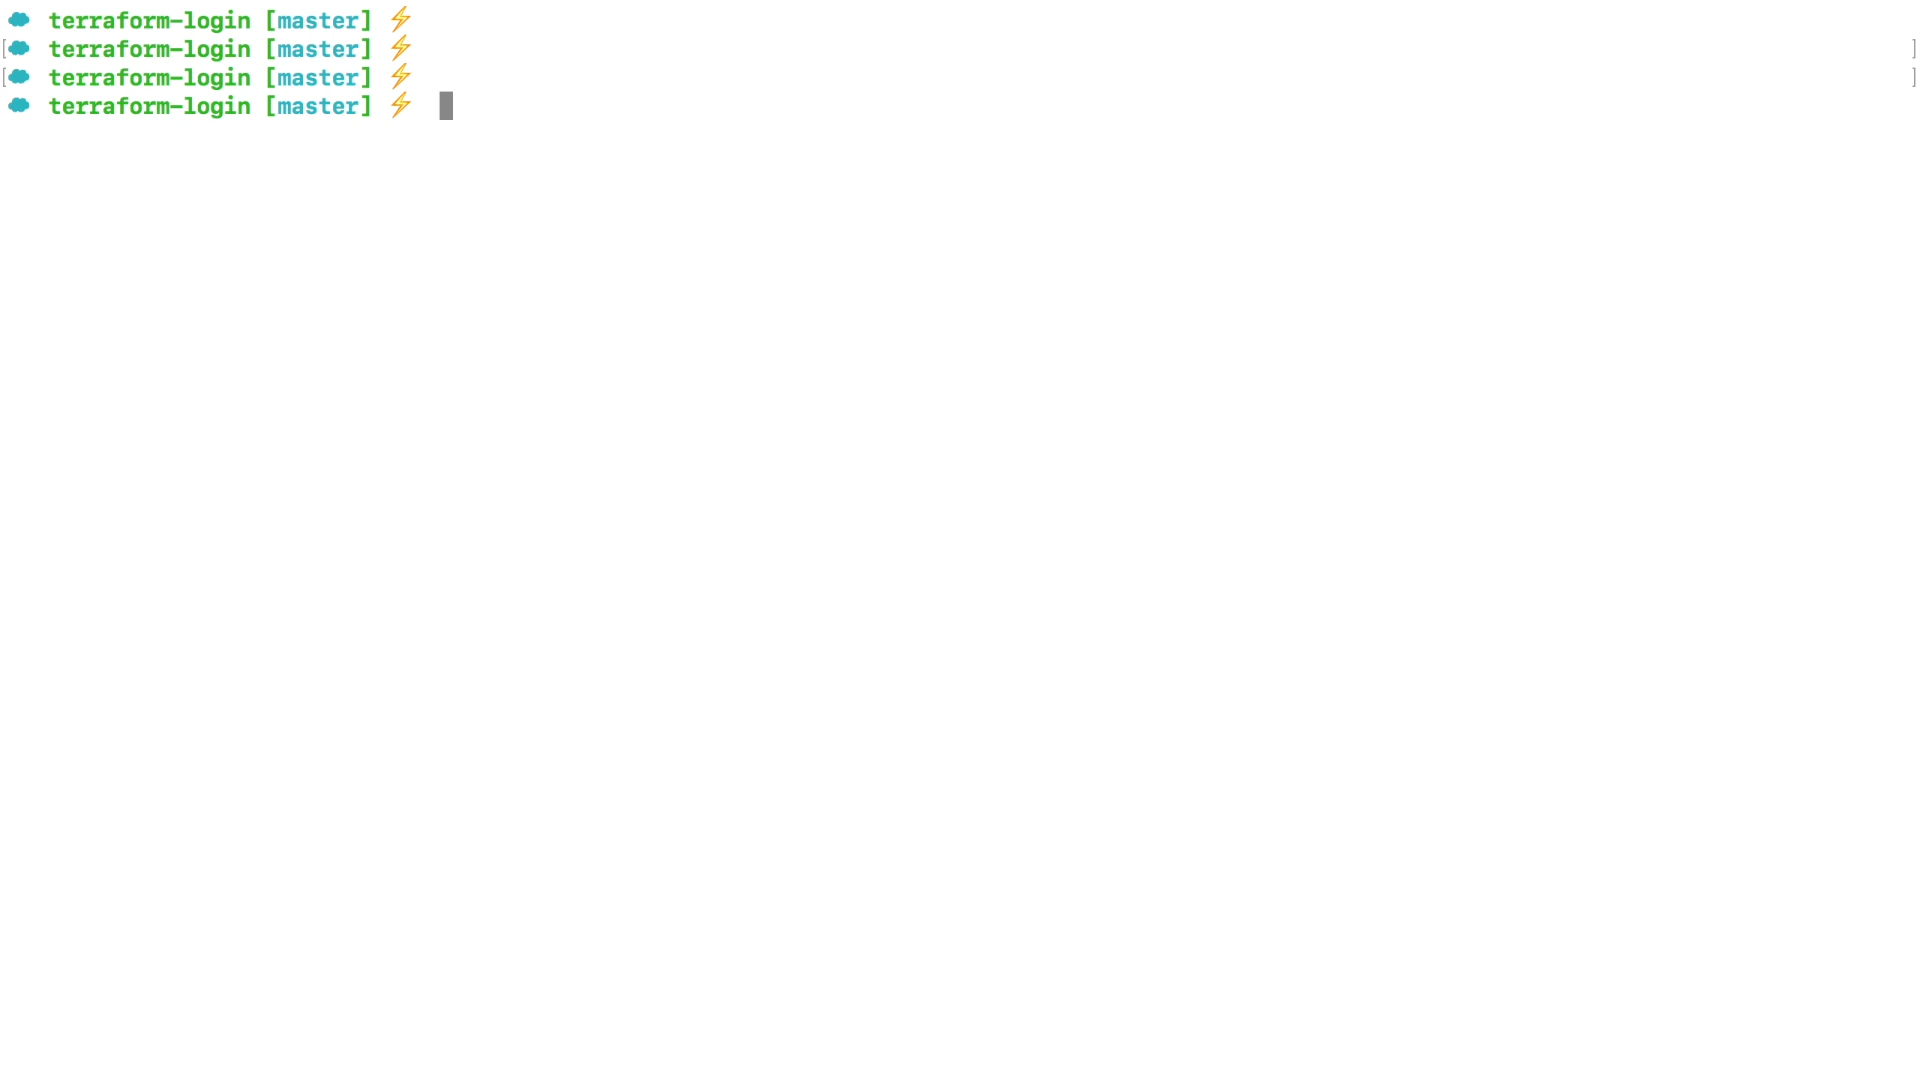 ☁ terraform-login [master] ⚡
[☁ terraform-login [master] ⚡ ]
[☁ terraform-login [master] ⚡ ]
☁ terraform-login [master] ⚡